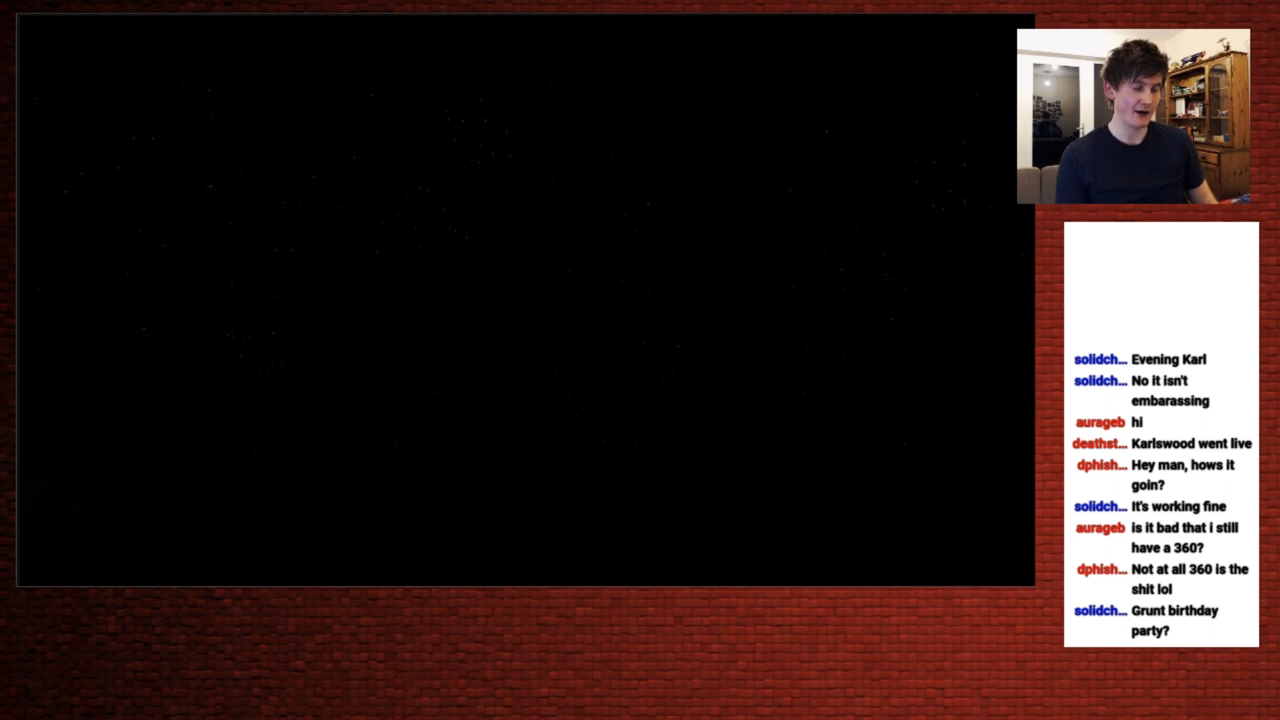 solidch... Evening Karl
solidch... No it isn't
embarassing
aurageb hi
deathst... Karlswood went live
dphish... Hey man, hows it
goin?
solidch... It's working fine
aurageb is it bad that i still
have a 360?
dphish... Not at all 360 is the
shit lol
solidch... Grunt birthday
party?